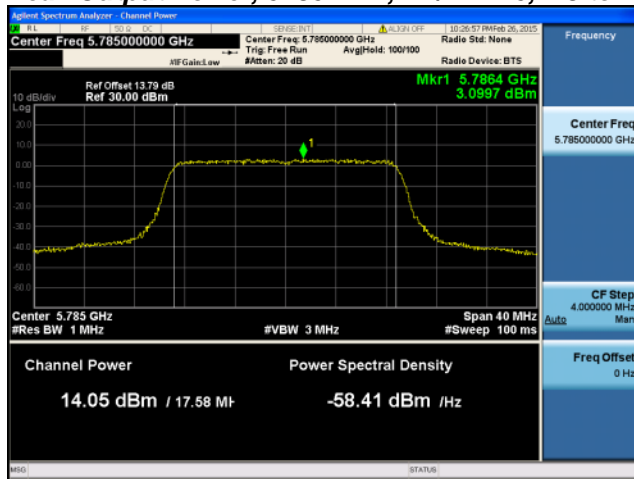 Agilent Spectrum Analyzer - Channel Power
RL RF 50 Ω DC SENSE:INT ALIGN OFF 10:26:57 PM Feb 26, 2015
Center Freq 5.785000000 GHz Center Freq: 5.785000000 GHz Radio Std: None
Trig: Free Run Avg|Hold: 100/100
#IFGain:Low #Atten: 20 dB Radio Device: BTS
Frequency
Ref Offset 13.79 dB Mkr1 5.7864 GHz
10 dB/div Ref 30.00 dBm 3.0997 dBm
Log
20.0
10.0
1
0.00
-10.0
-20.0
-30.0
-40.0
-50.0
-60.0
Center Freq
5.785000000 GHz
Center 5.785 GHz Span 40 MHz
#Res BW 1 MHz #VBW 3 MHz #Sweep 100 ms
CF Step
4.000000 MHz
Auto Man
Channel Power Power Spectral Density
14.05 dBm / 17.58 MH -58.41 dBm /Hz
Freq Offset
0 Hz
MSG STATUS